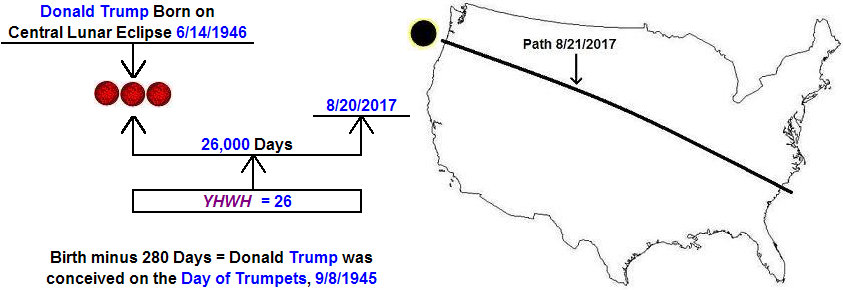 Donald Trump Born on
Central Lunar Eclipse 6/14/1946
8/20/2017
26,000 Days
YHWH = 26
Birth minus 280 Days = Donald Trump was
conceived on the Day of Trumpets, 9/8/1945
Path 8/21/2017